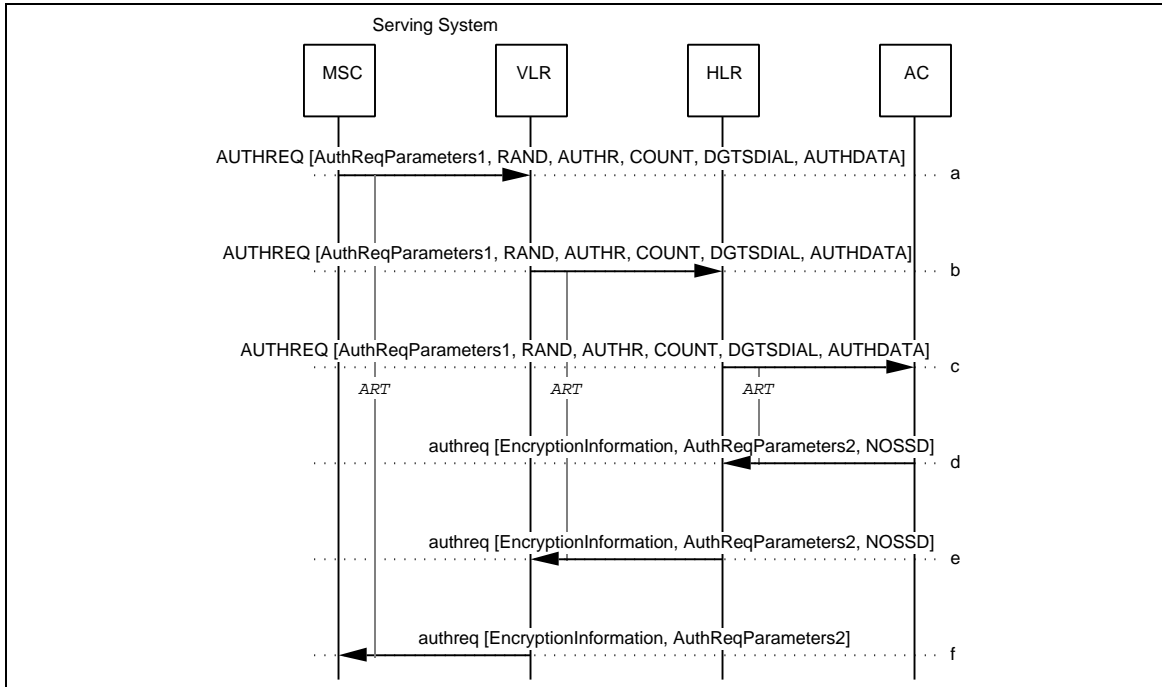 Serving System
MSC VLR HLR AC
AUTHREQ [AuthReqParameters1, RAND, AUTHR, COUNT, DGTSDIAL, AUTHDATA]
a
AUTHREQ [AuthReqParameters1, RAND, AUTHR, COUNT, DGTSDIAL, AUTHDATA]
b
AUTHREQ [AuthReqParameters1, RAND, AUTHR, COUNT, DGTSDIAL, AUTHDATA]
c
ART ART ART
authreq [EncryptionInformation, AuthReqParameters2, NOSSD]
d
authreq [EncryptionInformation, AuthReqParameters2, NOSSD]
e
authreq [EncryptionInformation, AuthReqParameters2]
f